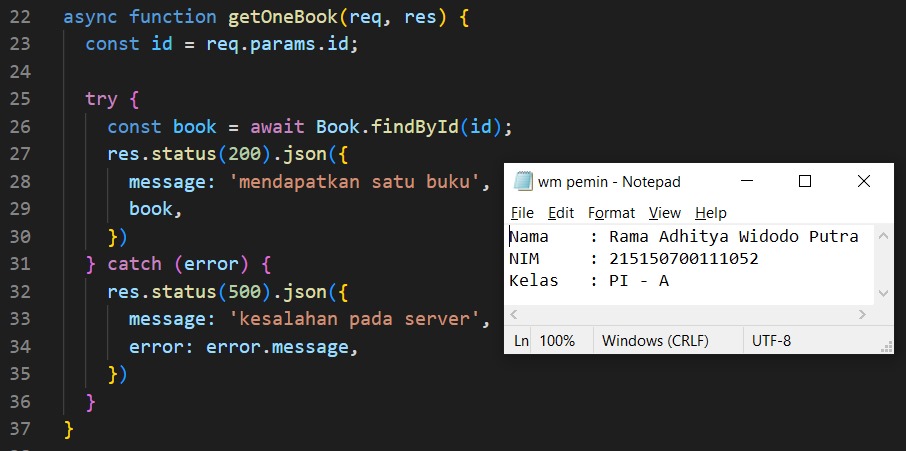 22 async function getOneBook(req, res) {
23   const id = req.params.id;
24
25   try {
26     const book = await Book.findById(id);
27     res.status(200).json({
28       message: 'mendapatkan satu buku',
29       book,
30     })
31   } catch (error) {
32     res.status(500).json({
33       message: 'kesalahan pada server',
34       error: error.message,
35     })
36   }
37 }
wm pemin - Notepad
File Edit Format View Help
Nama : Rama Adhitya Widodo Putra
NIM : 215150700111052
Kelas : PI - A
Ln 100% Windows (CRLF) UTF-8